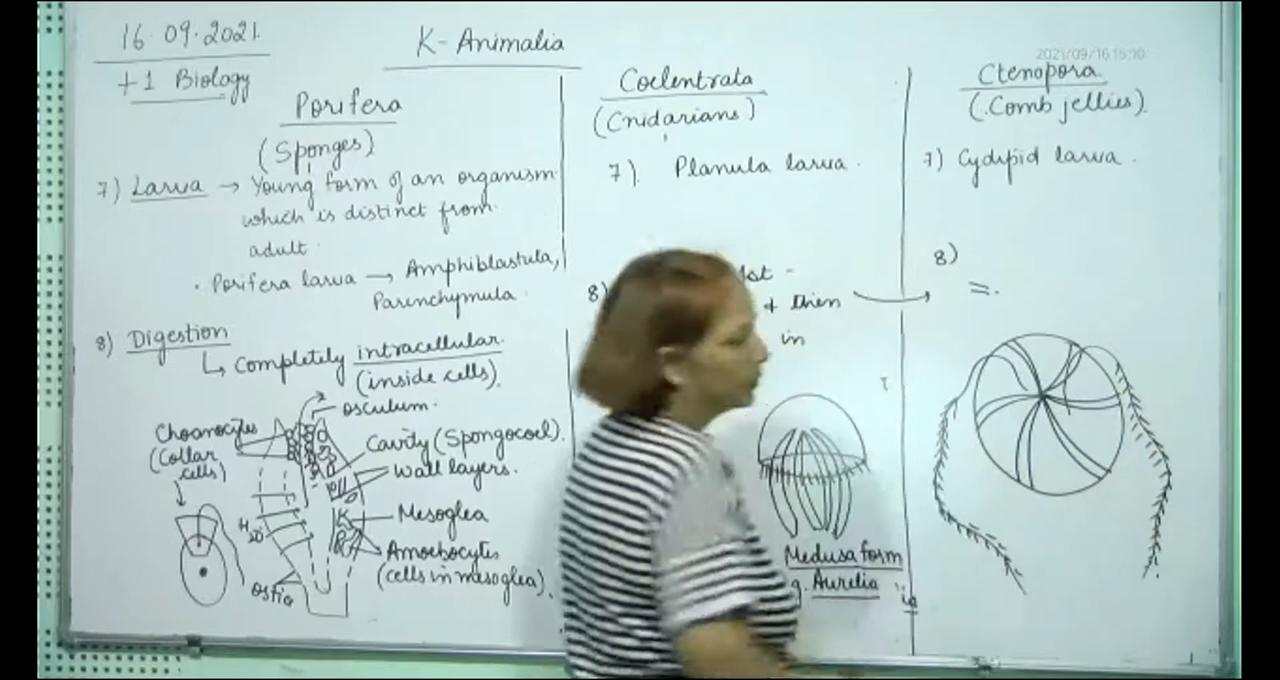 16.09.2021.
+1 Biology
K- Animalia
2021/09/16 15:10
Porifera
(Sponges)
7) Larva → Young form of an organism
which is distinct from
adult.
• Porifera larva → Amphiblastula,
Parenchymula.
8) Digestion
↳ Completely intracellular.
(inside cells).
osculum.
Choanocytes
(Collar
cells)
Cavity (Spongocoel).
wall layers.
Mesoglea
Amoebocytes
(cells in mesoglea).
H2O
Ostia
Coelentrata
(Cnidarians)
7). Planula larva.
8)
+ then
in
Medusa form
Aurelia
Ctenopora
(Comb jellies).
7) Cydipid larva.
8)
=.